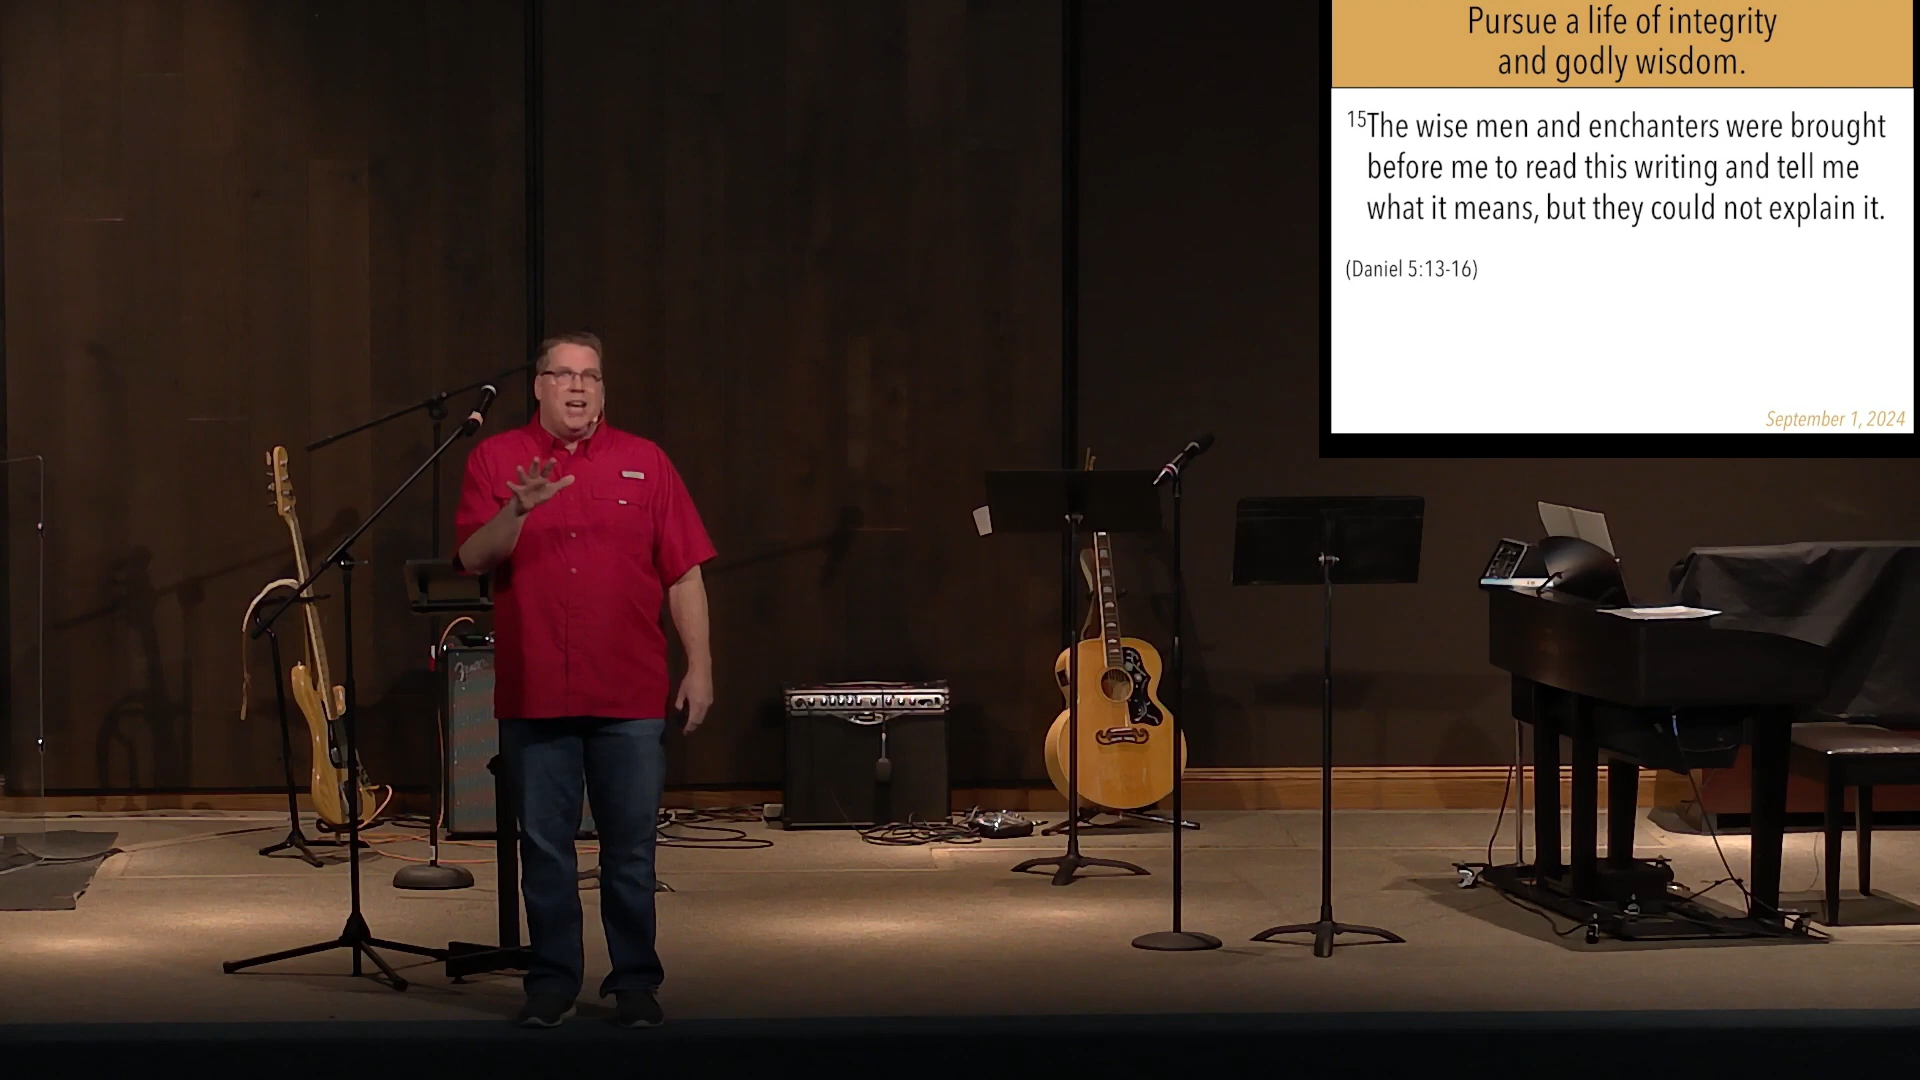 Pursue a life of integrity
and godly wisdom.
15The wise men and enchanters were brought
before me to read this writing and tell me
what it means, but they could not explain it.
(Daniel 5:13-16)
September 1, 2024
Fender